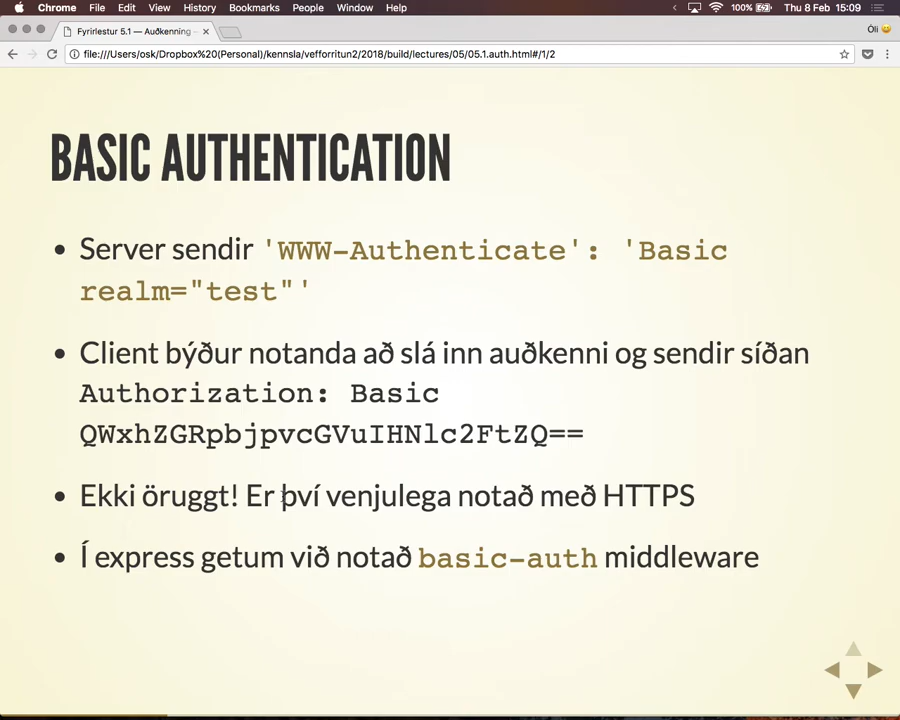 Chrome File Edit View History Bookmarks People Window Help 100% Thu 8 Feb 15:09
Fyrirlestur 5.1 — Auðkenning Óli
file:///Users/osk/Dropbox%20(Personal)/kennsla/vefforritun2/2018/build/lectures/05/05.1.auth.html#/1/2
BASIC AUTHENTICATION
• Server sendir 'WWW-Authenticate': 'Basic
realm="test"'
• Client býður notanda að slá inn auðkenni og sendir síðan
Authorization: Basic
QWxhZGRpbjpvcGVuIHNlc2FtZQ==
• Ekki öruggt! Er því venjulega notað með HTTPS
• Í express getum við notað basic-auth middleware